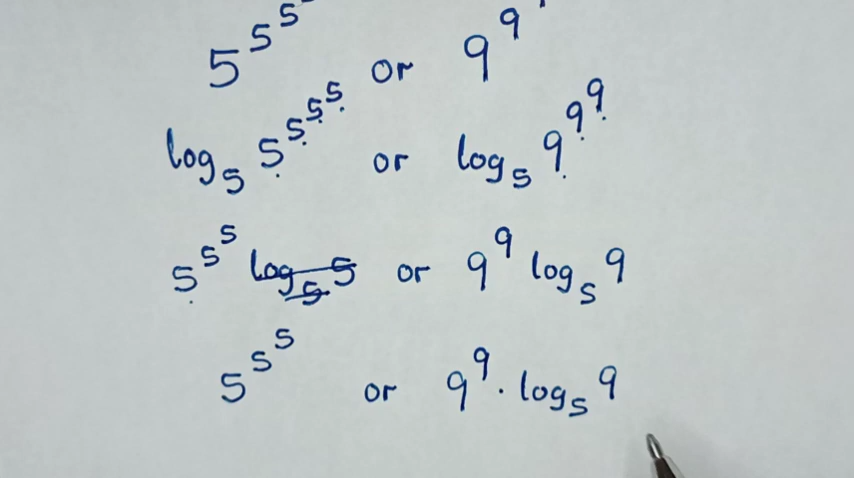 5^5^5^5 or 9^9^9
log_5 5^5^5^5 or log_5 9^9^9
5^5^5 log_5 5 or 9^9 log_5 9
5^5^5 or 9^9 · log_5 9